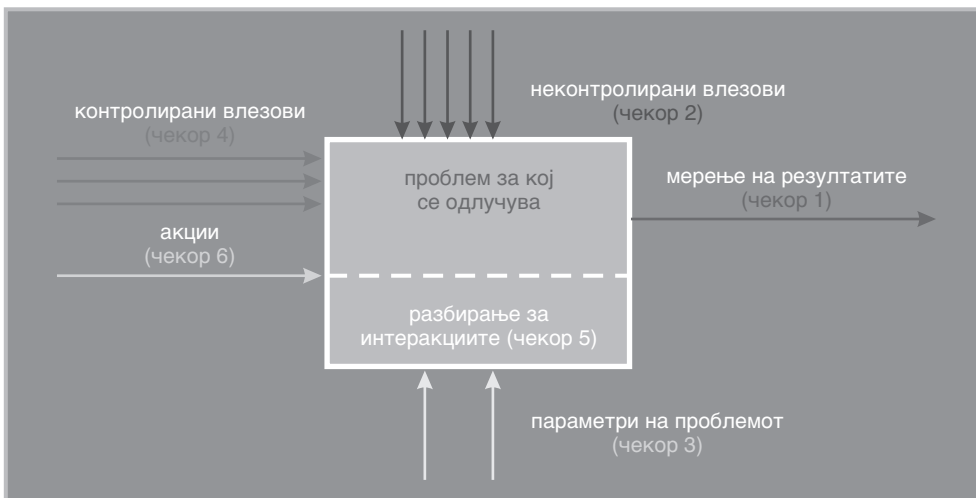 неконтролирани влезови
(чекор 2)
контролирани влезови
(чекор 4)
проблем за кој
се одлучува
мерење на резултатите
(чекор 1)
акции
(чекор 6)
разбирање за
интеракциите (чекор 5)
параметри на проблемот
(чекор 3)